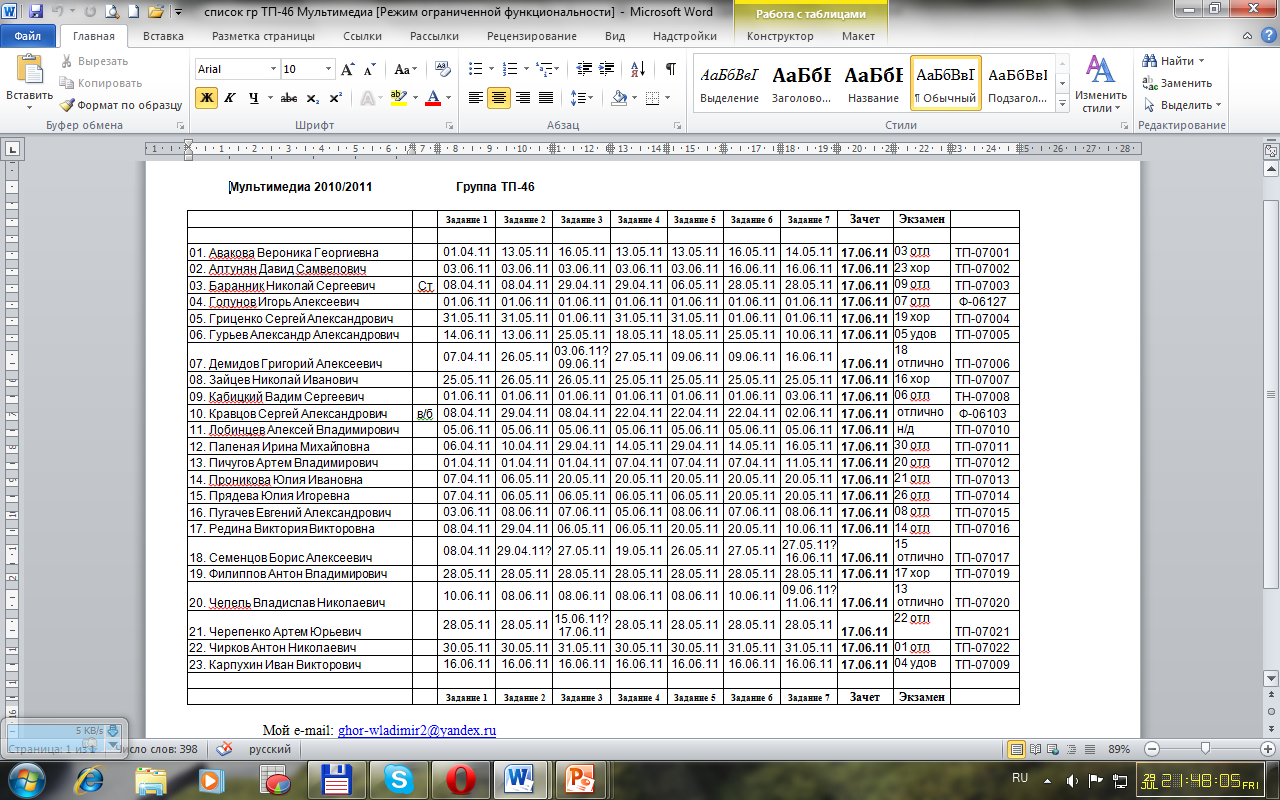 список гр ТП-46 Мультимедиа [Режим ограниченной функциональности] - Microsoft Word
Работа с таблицами
Файл Главная Вставка Разметка страницы Ссылки Рассылки Рецензирование Вид Надстройки Конструктор Макет
Вставить
Вырезать
Копировать
Формат по образцу
Буфер обмена
Arial 10
Шрифт
Абзац
АаБбВвІ Выделение
АаБбВ Заголово...
АаБбВ Название
АаБбВвІ ¶ Обычный
АаБбВвІ Подзагол...
Изменить стили
Стили
Найти
Заменить
Выделить
Редактирование
Мультимедиа 2010/2011 Группа ТП-46
Задание 1 Задание 2 Задание 3 Задание 4 Задание 5 Задание 6 Задание 7 Зачет Экзамен
01. Авакова Вероника Георгиевна 01.04.11 13.05.11 16.05.11 13.05.11 13.05.11 16.05.11 14.05.11 17.06.11 03 отл ТП-07001
02. Алтунян Давид Самвелович 03.06.11 03.06.11 03.06.11 03.06.11 03.06.11 16.06.11 16.06.11 17.06.11 23 хор ТП-07002
03. Баранник Николай Сергеевич Ст. 08.04.11 08.04.11 29.04.11 29.04.11 06.05.11 28.05.11 28.05.11 17.06.11 09 отл ТП-07003
04. Голунов Игорь Алексеевич 01.06.11 01.06.11 01.06.11 01.06.11 01.06.11 01.06.11 01.06.11 17.06.11 07 отл Ф-06127
05. Гриценко Сергей Александрович 31.05.11 31.05.11 01.06.11 31.05.11 31.05.11 01.06.11 01.06.11 17.06.11 19 хор ТП-07004
06. Гурьев Александр Александрович 14.06.11 13.06.11 25.05.11 18.05.11 18.05.11 25.05.11 10.06.11 17.06.11 05 удов ТП-07005
07. Демидов Григорий Алексеевич 07.04.11 26.05.11 03.06.11? 09.06.11 27.05.11 09.06.11 09.06.11 16.06.11 17.06.11 18 отлично ТП-07006
08. Зайцев Николай Иванович 25.05.11 26.05.11 26.05.11 25.05.11 25.05.11 25.05.11 25.05.11 17.06.11 16 хор ТП-07007
09. Кабицкий Вадим Сергеевич 01.06.11 01.06.11 01.06.11 01.06.11 01.06.11 01.06.11 03.06.11 17.06.11 06 отл ТН-07008
10. Кравцов Сергей Александрович в/б 08.04.11 29.04.11 08.04.11 22.04.11 22.04.11 22.04.11 02.06.11 17.06.11 отлично Ф-06103
11. Лобинцев Алексей Владимирович 05.06.11 05.06.11 05.06.11 05.06.11 05.06.11 05.06.11 05.06.11 17.06.11 н/д ТП-07010
12. Паленая Ирина Михайловна 06.04.11 10.04.11 29.04.11 14.05.11 29.04.11 14.05.11 16.05.11 17.06.11 30 отл ТП-07011
13. Пичугов Артем Владимирович 01.04.11 01.04.11 01.04.11 07.04.11 07.04.11 07.04.11 11.05.11 17.06.11 20 отл ТП-07012
14. Проникова Юлия Ивановна 07.04.11 06.05.11 20.05.11 20.05.11 20.05.11 20.05.11 20.05.11 17.06.11 21 отл ТП-07013
15. Прядева Юлия Игоревна 07.04.11 06.05.11 06.05.11 06.05.11 06.05.11 20.05.11 20.05.11 17.06.11 26 отл ТП-07014
16. Пугачев Евгений Александрович 03.06.11 08.06.11 07.06.11 05.06.11 08.06.11 07.06.11 08.06.11 17.06.11 08 отл ТП-07015
17. Редина Виктория Викторовна 08.04.11 29.04.11 06.05.11 06.05.11 20.05.11 20.05.11 10.06.11 17.06.11 14 отл ТП-07016
18. Семенцов Борис Алексеевич 08.04.11 29.04.11? 27.05.11 19.05.11 26.05.11 27.05.11 27.05.11? 16.06.11 17.06.11 15 отлично ТП-07017
19. Филиппов Антон Владимирович 28.05.11 28.05.11 28.05.11 28.05.11 28.05.11 28.05.11 28.05.11 17.06.11 17 хор ТП-07019
20. Чепель Владислав Николаевич 10.06.11 08.06.11 08.06.11 08.06.11 08.06.11 10.06.11 09.06.11? 11.06.11 17.06.11 13 отлично ТП-07020
21. Черепенко Артем Юрьевич 28.05.11 28.05.11 15.06.11? 17.06.11 28.05.11 28.05.11 28.05.11 28.05.11 17.06.11 22 отл ТП-07021
22. Чирков Антон Николаевич 30.05.11 30.05.11 31.05.11 30.05.11 30.05.11 31.05.11 31.05.11 17.06.11 01 отл ТП-07022
23. Карпухин Иван Викторович 16.06.11 16.06.11 16.06.11 16.06.11 16.06.11 16.06.11 16.06.11 17.06.11 04 удов ТП-07009
Задание 1 Задание 2 Задание 3 Задание 4 Задание 5 Задание 6 Задание 7 Зачет Экзамен
Мой e-mail: ghor-wladimir2@yandex.ru
5 KB/s
Страница: 1 из 1 Число слов: 398 русский 89%
RU 29 JUL 21:48:05 FRI